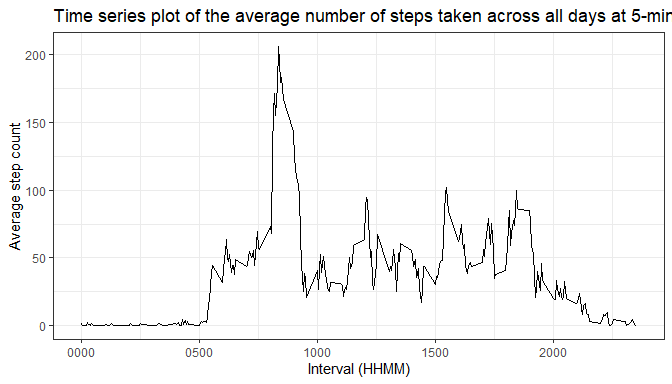 Time series plot of the average number of steps taken across all days at 5-min
Average step count
200
150
100
50
0
0000 0500 1000 1500 2000
Interval (HHMM)